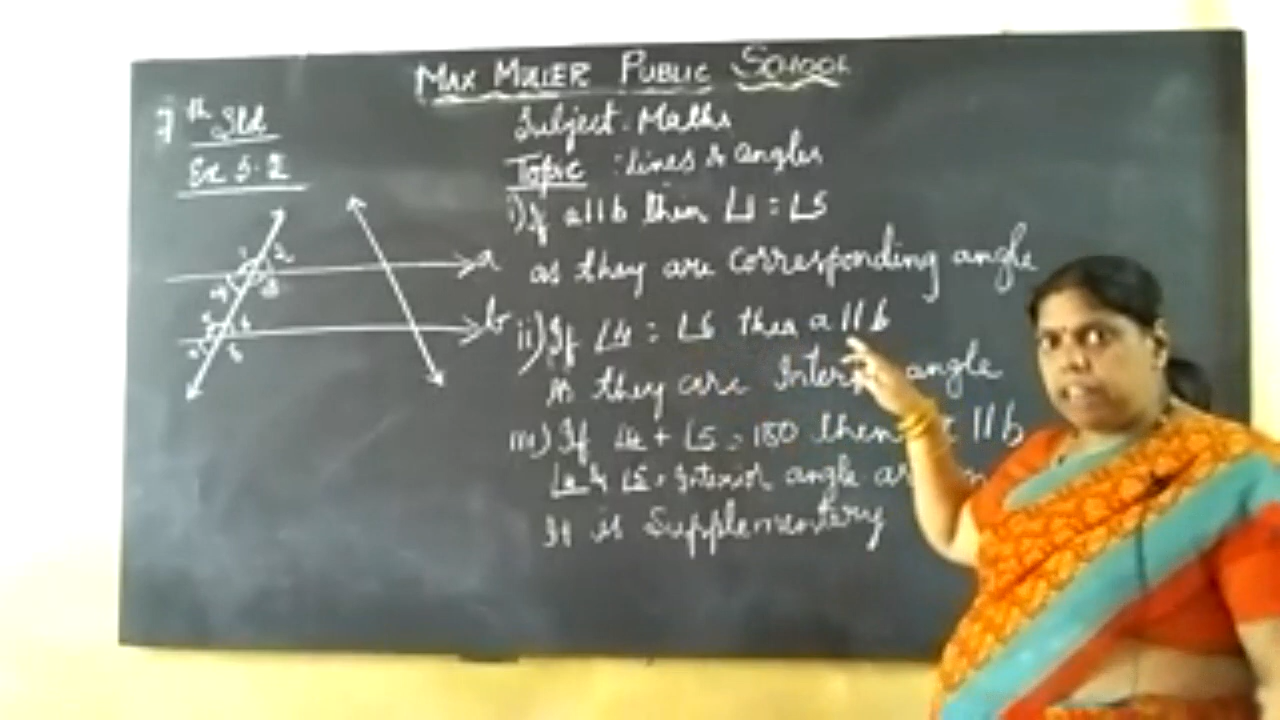 MAX MULLER PUBLIC SCHOOL
7th Std
Ex 5.2
Subject. Maths
Topic : Lines & angles
i) If a||b then ∠1 = ∠5
as they are corresponding angle
a
b
ii) If ∠4 = ∠6 then a||b
As they are angle
iii) If ∠4 + ∠5 = 180 then ||b
∠4 & ∠5 = Interior angle
It is Supplementary